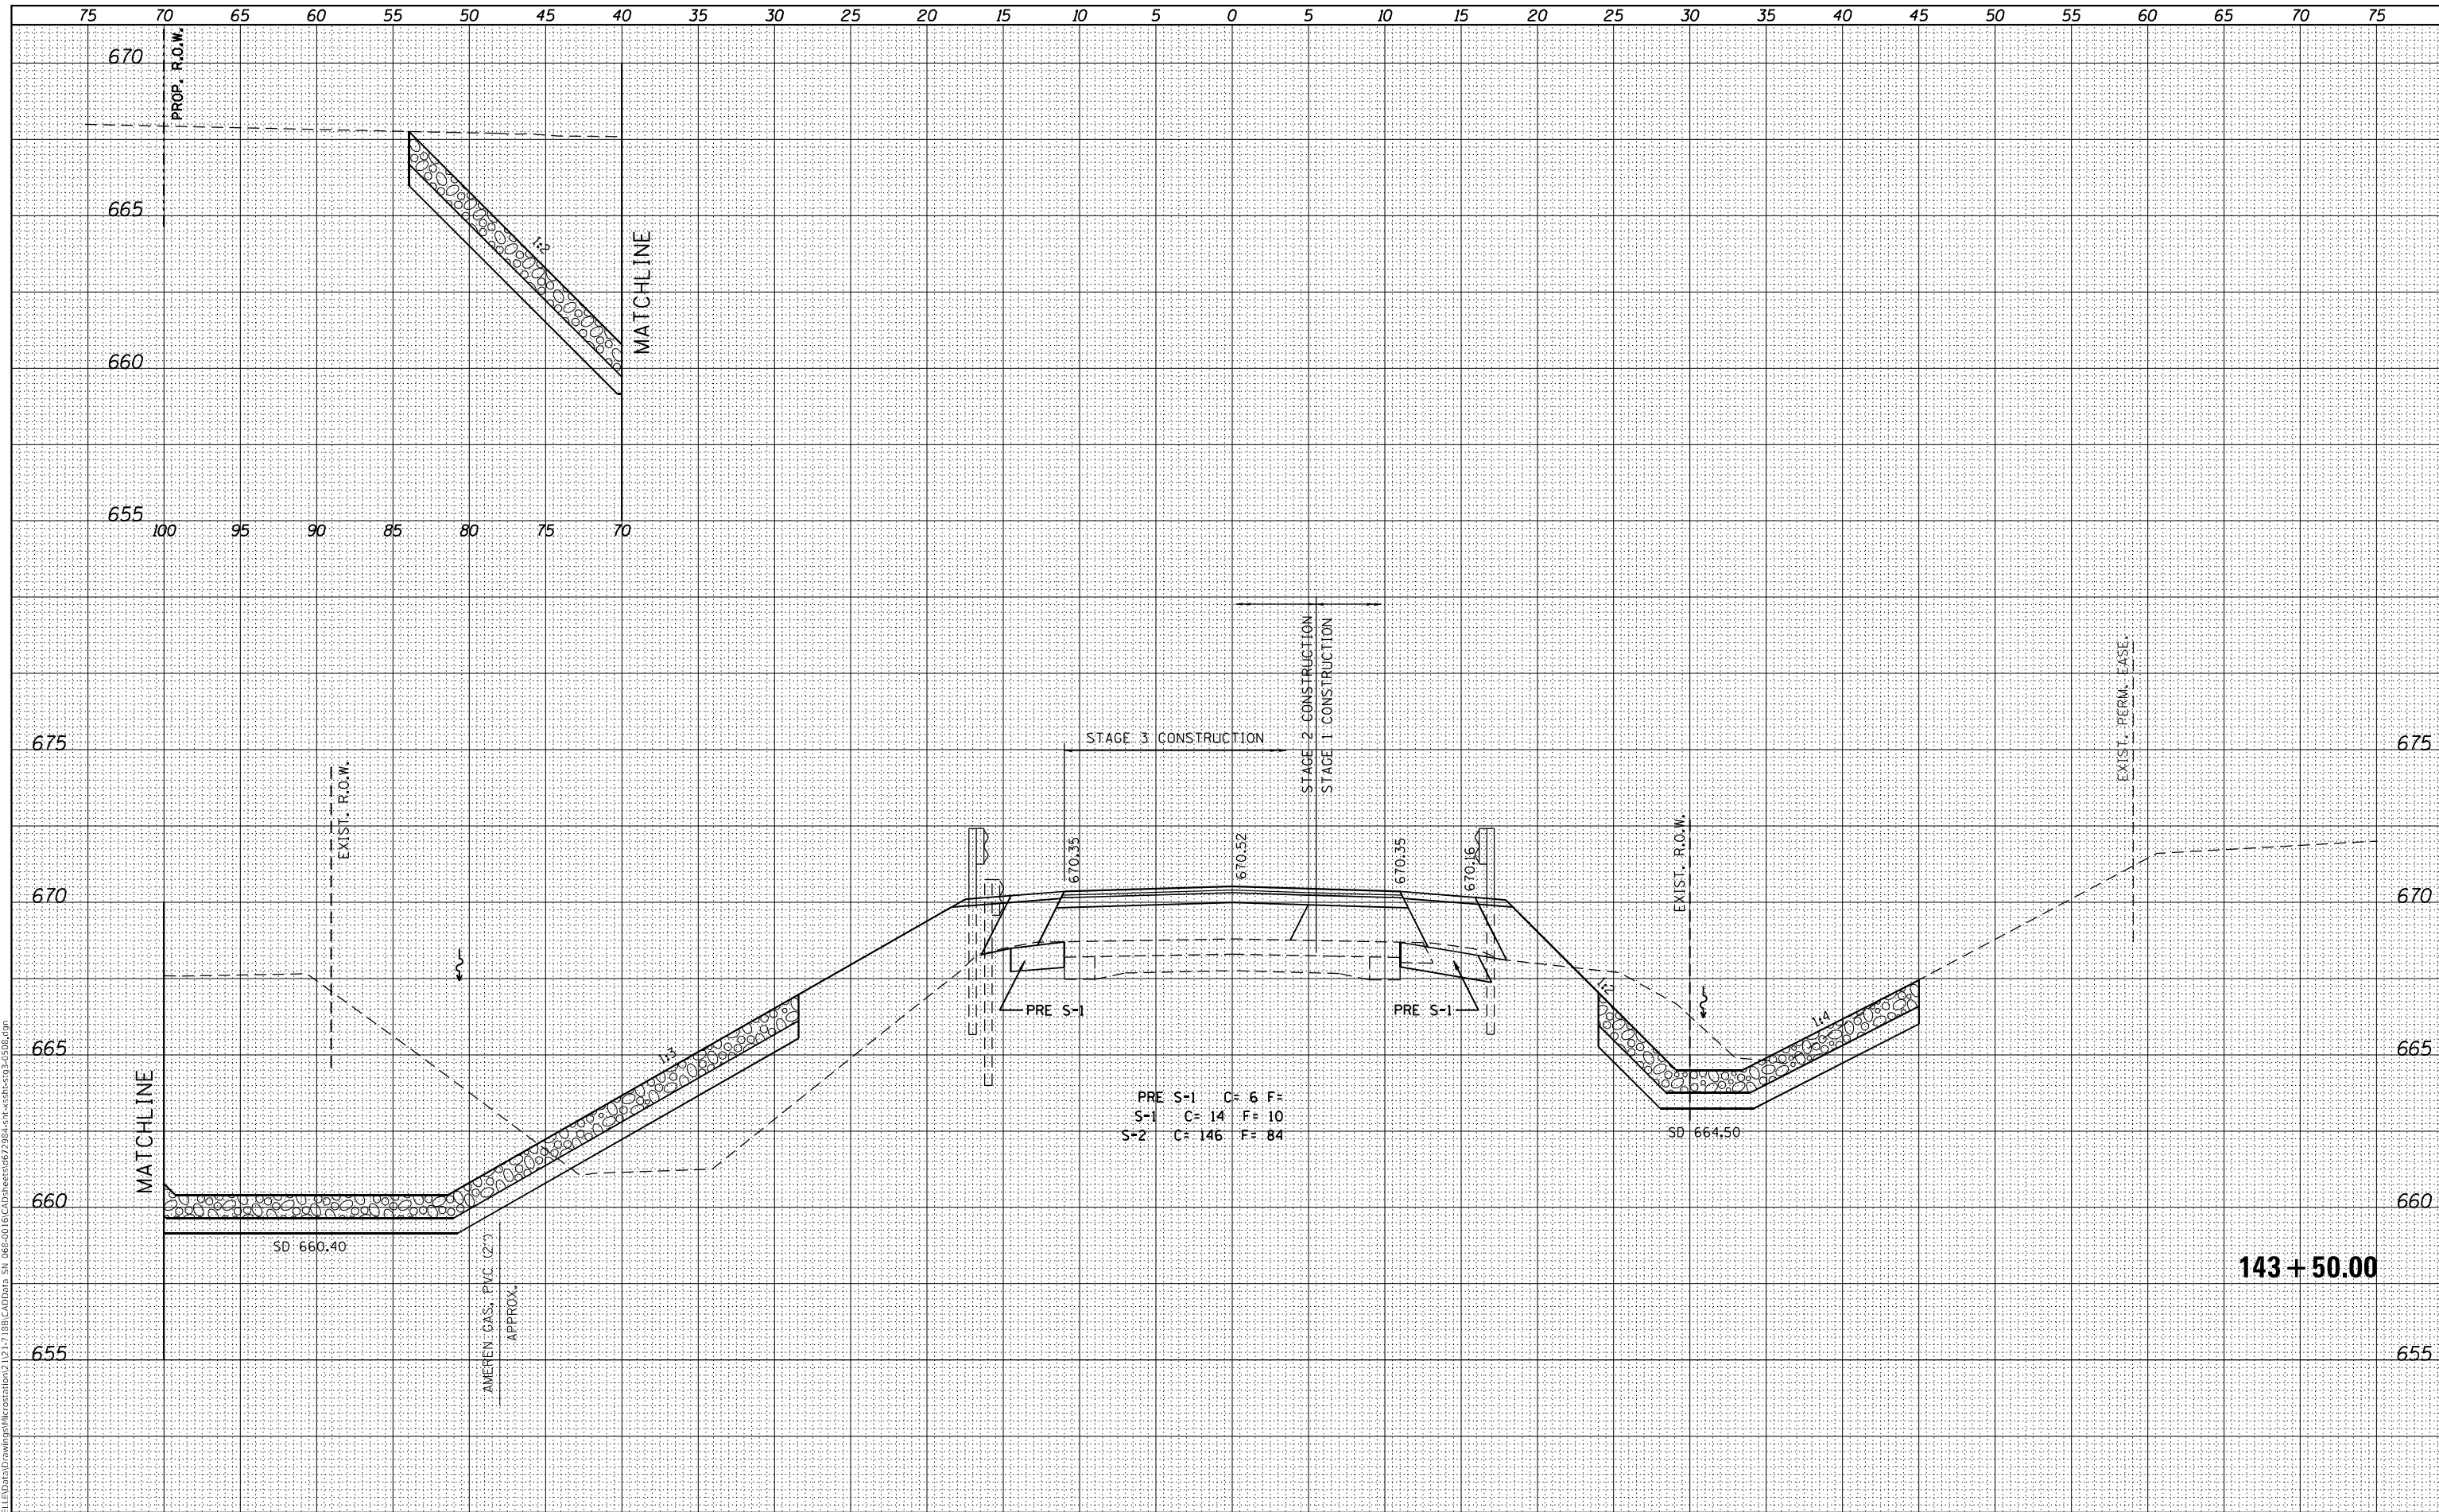 75 70 65 60 55 50 45 40 35 30 25 20 15 10 5 0 5 10 15 20 25 30 35 40 45 50 55 60 65 70 75
PROP. R.O.W.
670
665
660
655
1:2
MATCHLINE
100 95 90 85 80 75 70
STAGE 2 CONSTRUCTION
STAGE 1 CONSTRUCTION
STAGE 3 CONSTRUCTION
EXIST. PERM. EASE.
675 675
EXIST. R.O.W.
670.35
670.52
670.35
670.16
EXIST. R.O.W.
670 670
1:2
PRE S-1
PRE S-1
1:4
665 665
1:3
MATCHLINE
PRE S-1 C= 6 F=
S-1 C= 14 F= 10
S-2 C= 146 F= 84
SD 664.50
660 660
SD 660.40
AMEREN GAS, PVC (2")
APPROX.
143+50.00
655 655